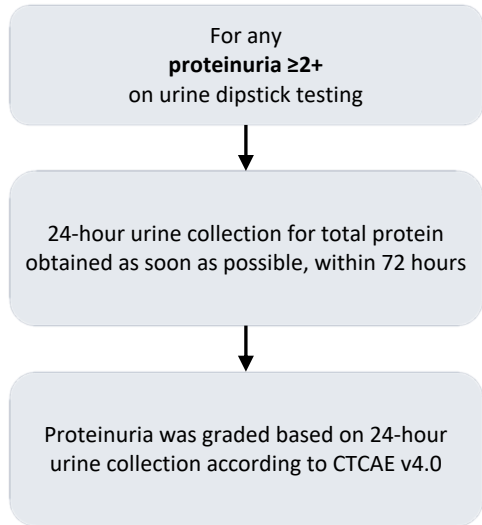 For any
proteinuria ≥2+
on urine dipstick testing
24-hour urine collection for total protein
obtained as soon as possible, within 72 hours
Proteinuria was graded based on 24-hour
urine collection according to CTCAE v4.0